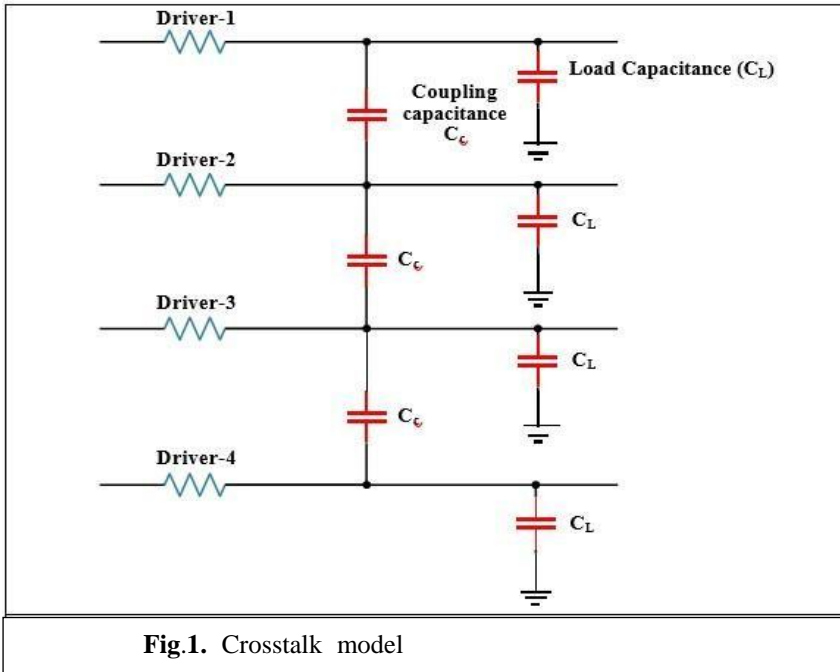 Driver-1
Load Capacitance (CL)
Coupling
capacitance
Cc
Driver-2
CL
Cc
Driver-3
CL
Cc
Driver-4
CL
Fig.1. Crosstalk model